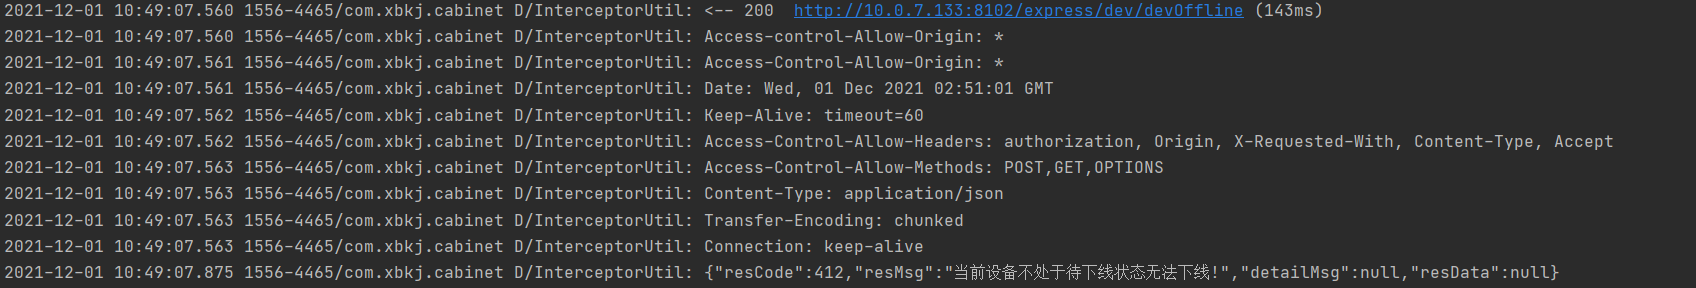 2021-12-01 10:49:07.560 1556-4465/com.xbkj.cabinet D/InterceptorUtil: <-- 200  http://10.0.7.133:8102/express/dev/devOffline (143ms)
2021-12-01 10:49:07.560 1556-4465/com.xbkj.cabinet D/InterceptorUtil: Access-control-Allow-Origin: *
2021-12-01 10:49:07.561 1556-4465/com.xbkj.cabinet D/InterceptorUtil: Access-Control-Allow-Origin: *
2021-12-01 10:49:07.561 1556-4465/com.xbkj.cabinet D/InterceptorUtil: Date: Wed, 01 Dec 2021 02:51:01 GMT
2021-12-01 10:49:07.562 1556-4465/com.xbkj.cabinet D/InterceptorUtil: Keep-Alive: timeout=60
2021-12-01 10:49:07.562 1556-4465/com.xbkj.cabinet D/InterceptorUtil: Access-Control-Allow-Headers: authorization, Origin, X-Requested-With, Content-Type, Accept
2021-12-01 10:49:07.563 1556-4465/com.xbkj.cabinet D/InterceptorUtil: Access-Control-Allow-Methods: POST,GET,OPTIONS
2021-12-01 10:49:07.563 1556-4465/com.xbkj.cabinet D/InterceptorUtil: Content-Type: application/json
2021-12-01 10:49:07.563 1556-4465/com.xbkj.cabinet D/InterceptorUtil: Transfer-Encoding: chunked
2021-12-01 10:49:07.563 1556-4465/com.xbkj.cabinet D/InterceptorUtil: Connection: keep-alive
2021-12-01 10:49:07.875 1556-4465/com.xbkj.cabinet D/InterceptorUtil: {"resCode":412,"resMsg":"当前设备不处于待下线状态无法下线!","detailMsg":null,"resData":null}